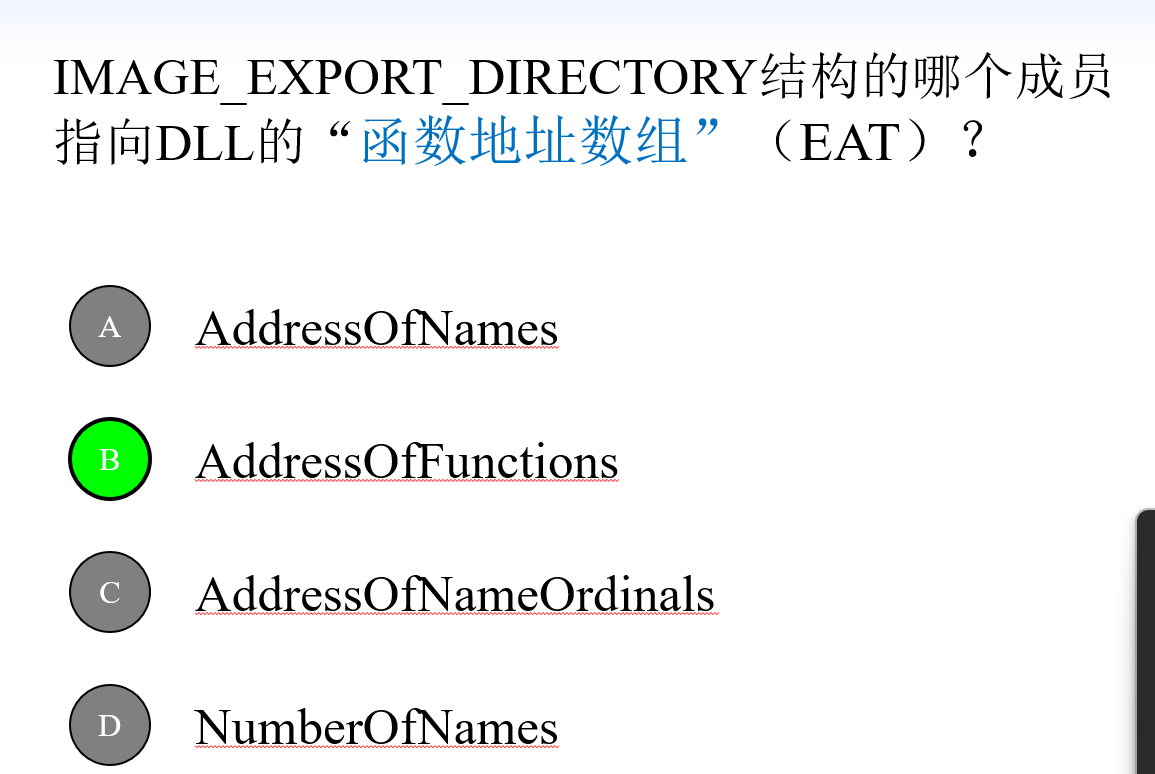 IMAGE_EXPORT_DIRECTORY结构的哪个成员
指向DLL的“函数地址数组”（EAT）？
A AddressOfNames
B AddressOfFunctions
C AddressOfNameOrdinals
D NumberOfNames